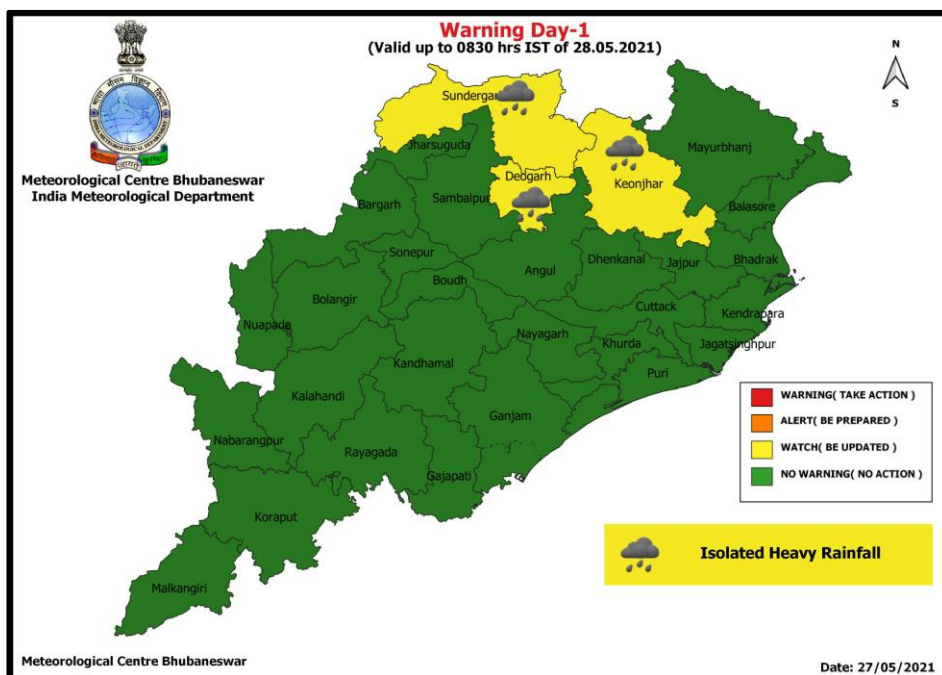 Warning Day-1
(Valid up to 0830 hrs IST of 28.05.2021)
N
S
INDIA METEOROLOGICAL DEPARTMENT
Meteorological Centre Bhubaneswar
India Meteorological Department
Sundergarh
Jharsuguda
Mayurbhanj
Deogarh
Keonjhar
Bargarh
Sambalpur
Balasore
Sonepur
Angul
Dhenkanal
Jajpur
Bhadrak
Bolangir
Boudh
Nuapada
Cuttack
Kendrapara
Nayagarh
Khurda
Jagatsinghpur
Kandhamal
Puri
Kalahandi
Ganjam
Nabarangpur
Rayagada
Gajapati
Koraput
Malkangiri
WARNING( TAKE ACTION )
ALERT( BE PREPARED )
WATCH( BE UPDATED )
NO WARNING( NO ACTION )
Isolated Heavy Rainfall
Meteorological Centre Bhubaneswar
Date: 27/05/2021